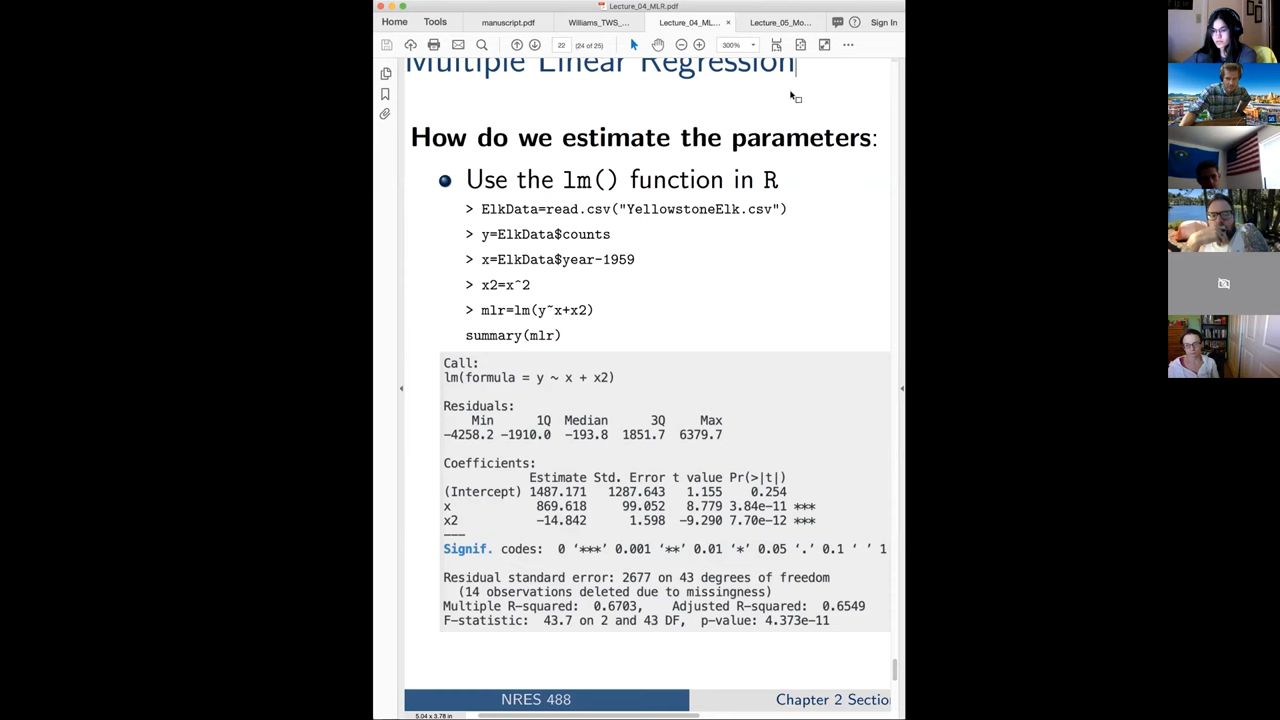 Lecture_04_MLR.pdf
Home Tools manuscript.pdf Williams_TWS_... Lecture_04_ML... × Lecture_05_Mo... Sign In
22 (24 of 25) 300%
Multiple Linear Regression
How do we estimate the parameters:
Use the lm() function in R
> ElkData=read.csv("YellowstoneElk.csv")
> y=ElkData$counts
> x=ElkData$year-1959
> x2=x^2
> mlr=lm(y~x+x2)
summary(mlr)
Call:
lm(formula = y ~ x + x2)
Residuals:
Min 1Q Median 3Q Max
-4258.2 -1910.0 -193.8 1851.7 6379.7
Coefficients:
Estimate Std. Error t value Pr(>|t|)
(Intercept) 1487.171 1287.643 1.155 0.254
x 869.618 99.052 8.779 3.84e-11 ***
x2 -14.842 1.598 -9.290 7.70e-12 ***
---
Signif. codes: 0 ‘***’ 0.001 ‘**’ 0.01 ‘*’ 0.05 ‘.’ 0.1 ‘ ’ 1
Residual standard error: 2677 on 43 degrees of freedom
(14 observations deleted due to missingness)
Multiple R-squared: 0.6703, Adjusted R-squared: 0.6549
F-statistic: 43.7 on 2 and 43 DF, p-value: 4.373e-11
NRES 488 Chapter 2 Sectio
5.04 x 3.78 in